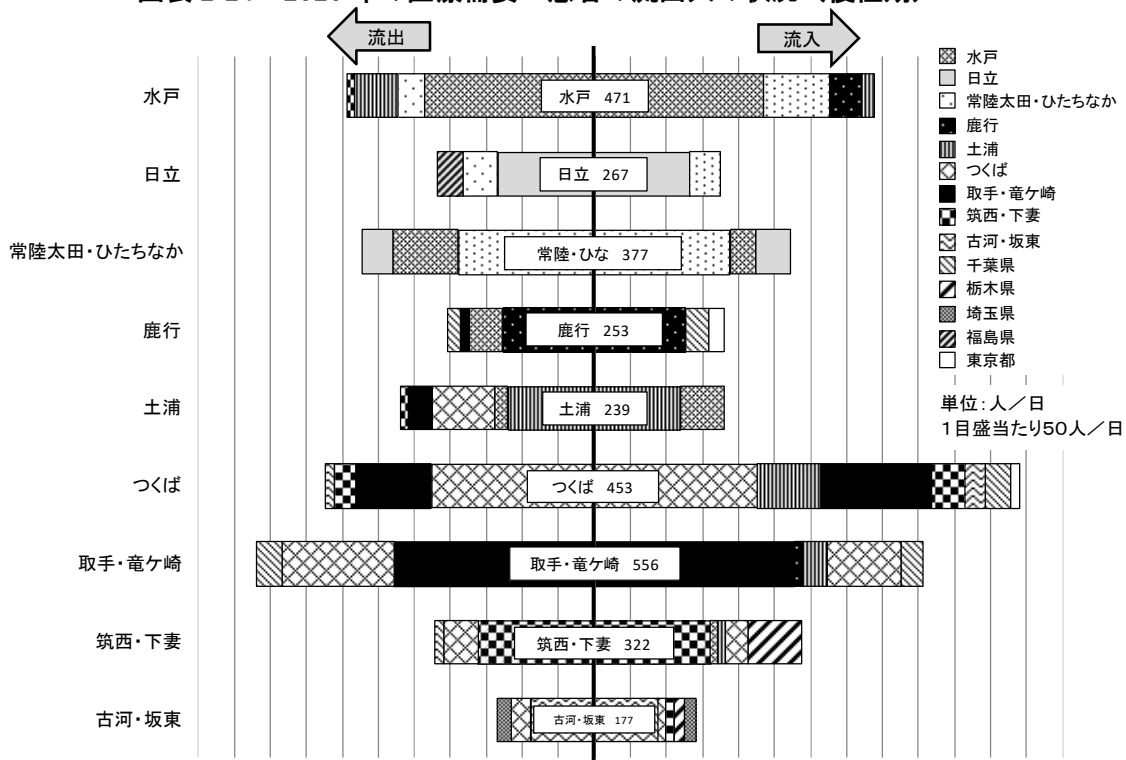 流出
流入
水戸
水戸 471
日立
日立 267
常陸太田・ひたちなか
常陸・ひな 377
鹿行
鹿行 253
土浦
土浦 239
つくば
つくば 453
取手・竜ケ崎
取手・竜ケ崎 556
筑西・下妻
筑西・下妻 322
古河・坂東
古河・坂東 177
水戸
日立
常陸太田・ひたちなか
鹿行
土浦
つくば
取手・竜ケ崎
筑西・下妻
古河・坂東
千葉県
栃木県
埼玉県
福島県
東京都
単位：人／日
1目盛当たり50人／日